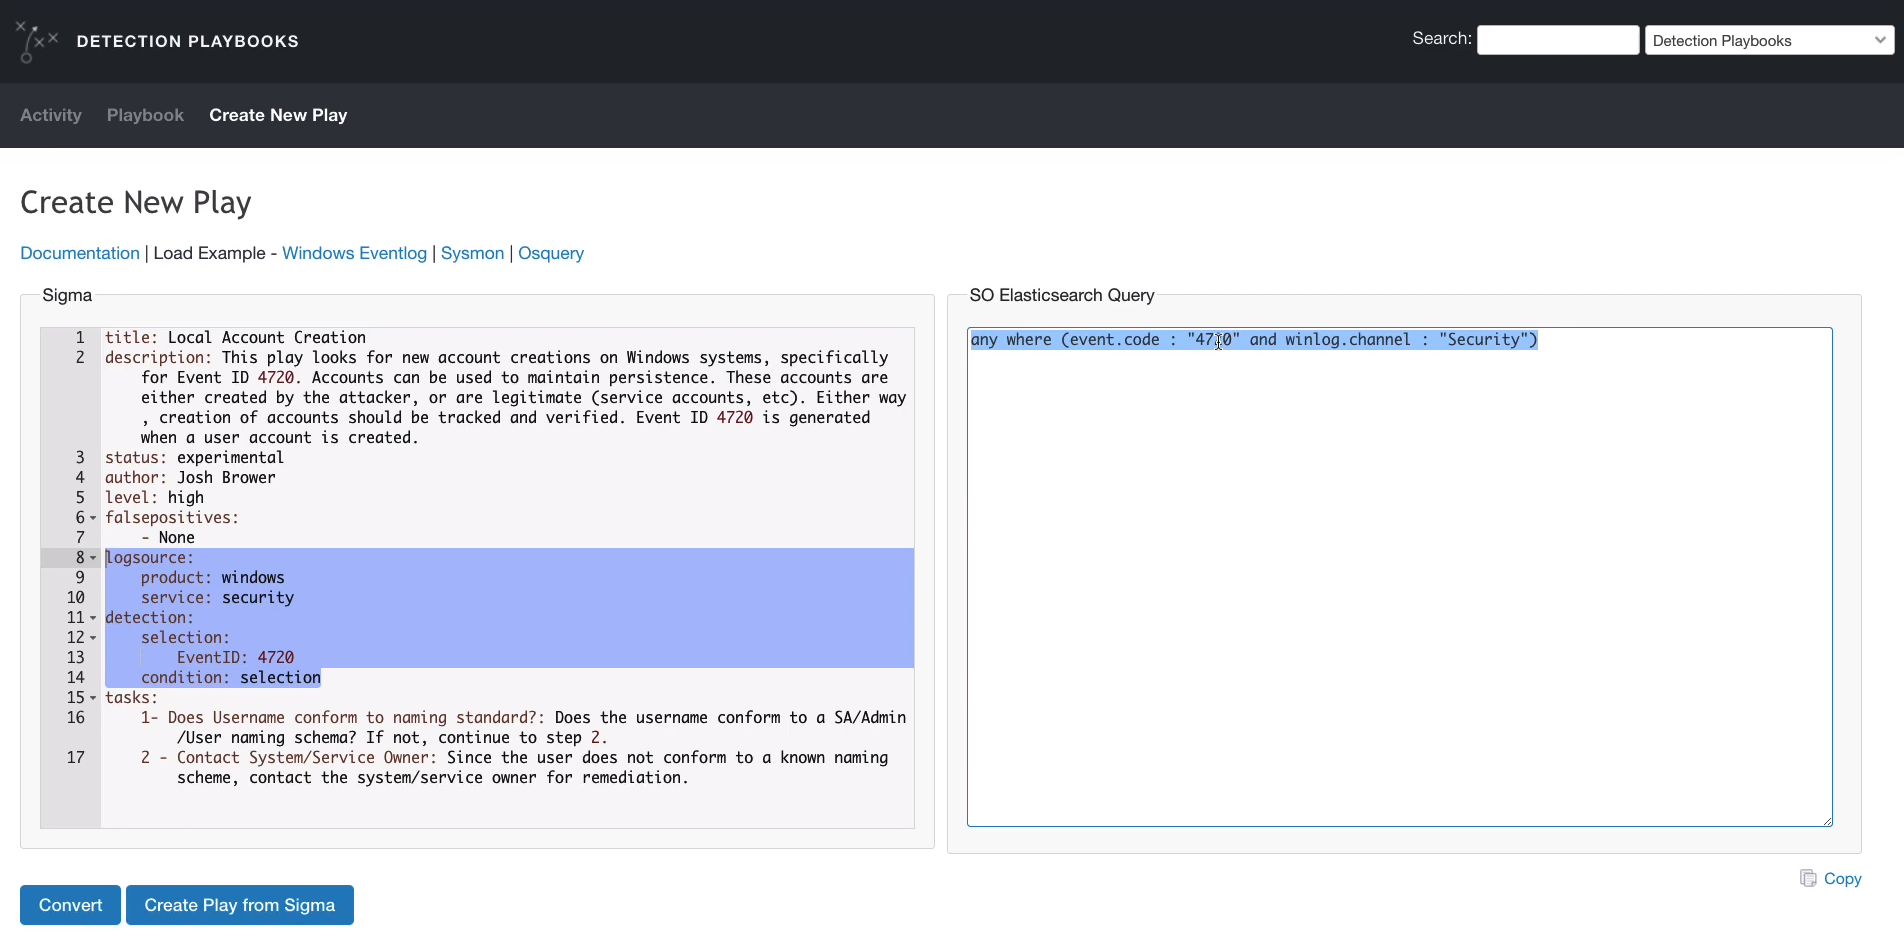 DETECTION PLAYBOOKS
Search:
Detection Playbooks
Activity Playbook Create New Play
Create New Play
Documentation | Load Example - Windows Eventlog | Sysmon | Osquery
Sigma
1 title: Local Account Creation
2 description: This play looks for new account creations on Windows systems, specifically
for Event ID 4720. Accounts can be used to maintain persistence. These accounts are
either created by the attacker, or are legitimate (service accounts, etc). Either way
, creation of accounts should be tracked and verified. Event ID 4720 is generated
when a user account is created.
3 status: experimental
4 author: Josh Brower
5 level: high
6 falsepositives:
7 - None
8 logsource:
9 product: windows
10 service: security
11 detection:
12 selection:
13 EventID: 4720
14 condition: selection
15 tasks:
16 1- Does Username conform to naming standard?: Does the username conform to a SA/Admin
/User naming schema? If not, continue to step 2.
17 2 - Contact System/Service Owner: Since the user does not conform to a known naming
scheme, contact the system/service owner for remediation.
SO Elasticsearch Query
any where (event.code : "4720" and winlog.channel : "Security")
Copy
Convert
Create Play from Sigma